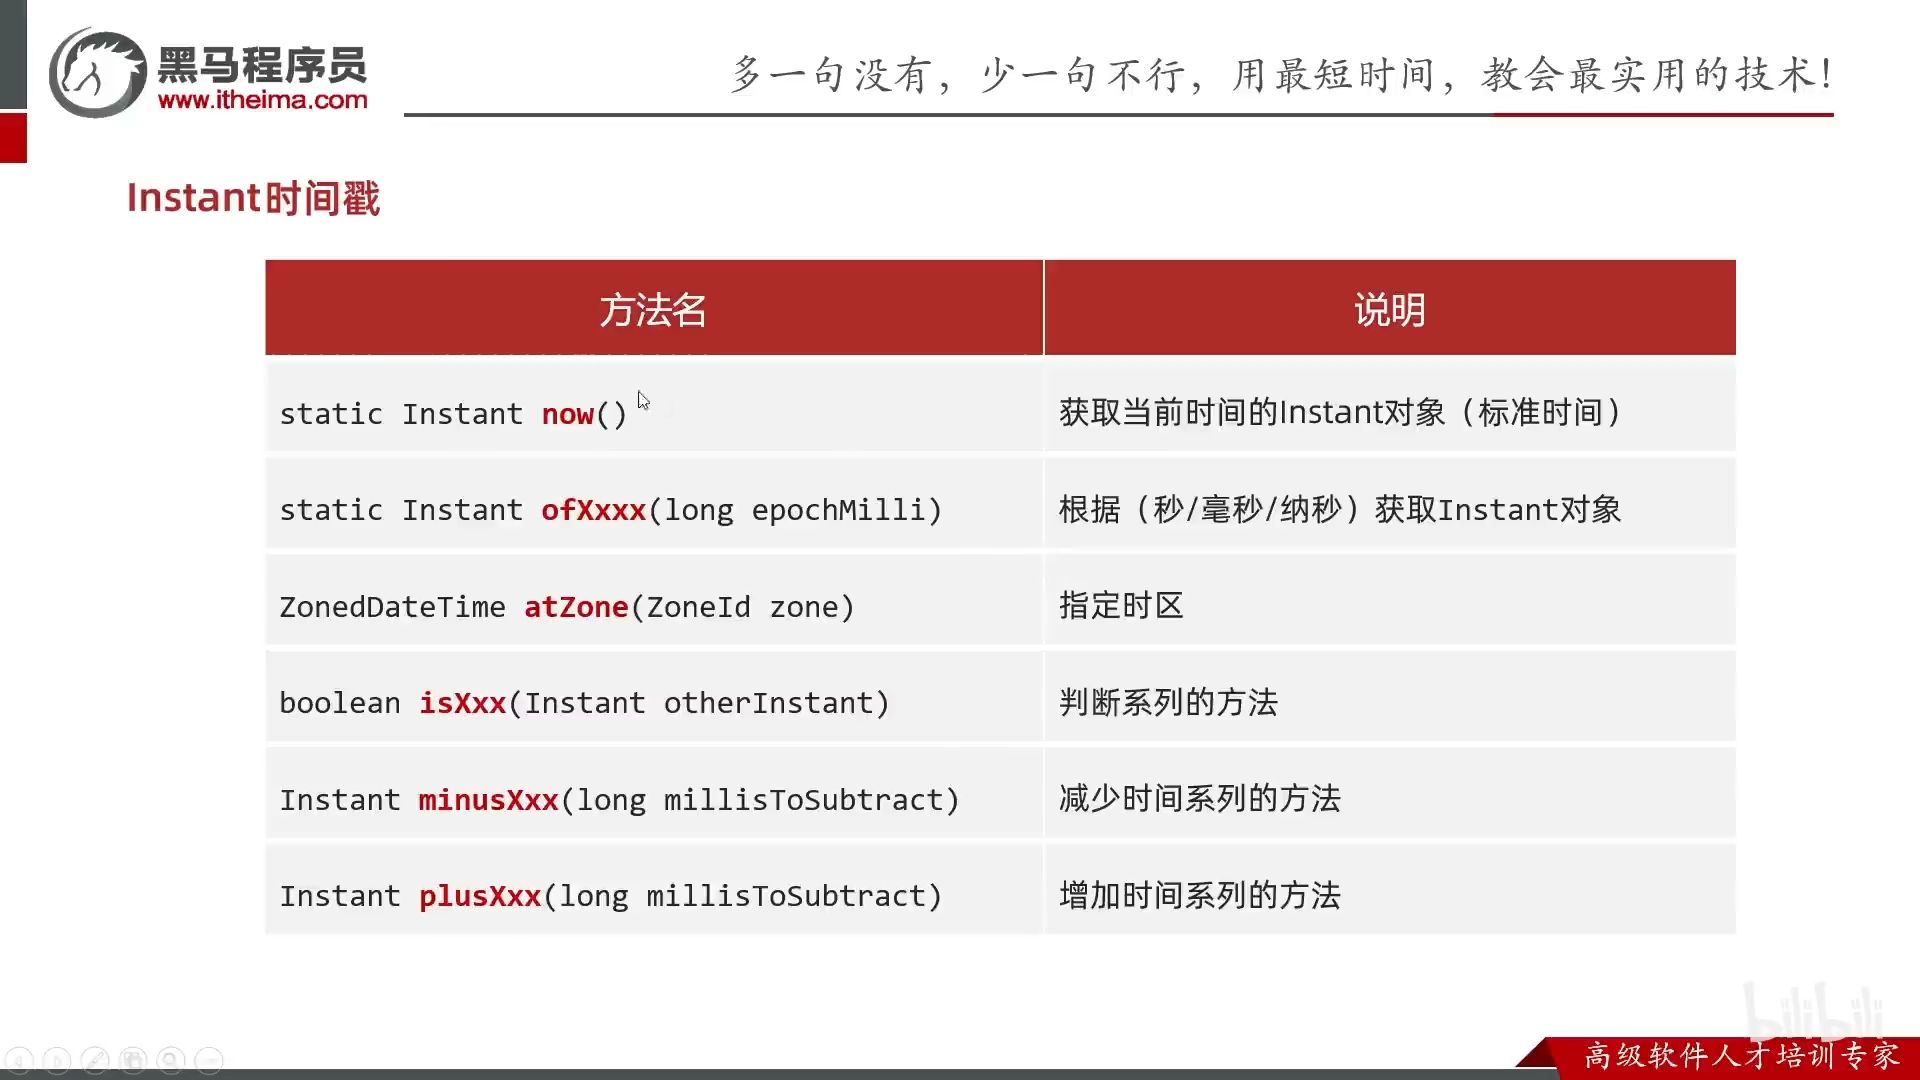 黑马程序员
www.itheima.com
多一句没有，少一句不行，用最短时间，教会最实用的技术！
Instant时间戳
方法名 说明
static Instant now() 获取当前时间的Instant对象（标准时间）
static Instant ofXxxx(long epochMilli) 根据（秒/毫秒/纳秒）获取Instant对象
ZonedDateTime atZone(ZoneId zone) 指定时区
boolean isXxx(Instant otherInstant) 判断系列的方法
Instant minusXxx(long millisToSubtract) 减少时间系列的方法
Instant plusXxx(long millisToSubtract) 增加时间系列的方法
bilibili
高级软件人才培训专家